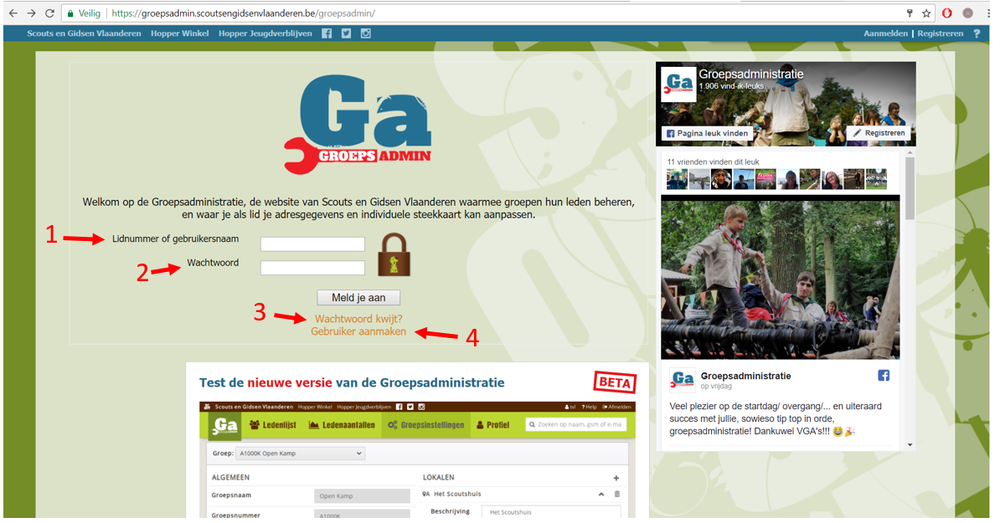 Veilig | https://groepsadmin.scoutsengidsenvlaanderen.be/groepsadmin/
Scouts en Gidsen Vlaanderen Hopper Winkel Hopper Jeugdverblijven
Aanmelden | Registreren ?
Ga
GROEPSADMIN
Welkom op de Groepsadministratie, de website van Scouts en Gidsen Vlaanderen waarmee groepen hun leden beheren,
en waar je als lid je adresgegevens en individuele steekkaart kan aanpassen.
1
Lidnummer of gebruikersnaam
2
Wachtwoord
Meld je aan
3
Wachtwoord kwijt?
Gebruiker aanmaken
4
Test de nieuwe versie van de Groepsadministratie
BETA
Scouts en Gidsen Vlaanderen Hopper Winkel Hopper Jeugdverblijven
tvl ? Help Afmelden
Ga Ledenlijst Ledenaantallen Groepsinstellingen Profiel Zoeken op naam, gsm of e-ma
Groep: A1000K Open Kamp
ALGEMEEN
Groepsnaam Open Kamp
Groepsnummer A1000K
LOKALEN +
A Het Scoutshuis
Beschrijving Het Scoutshuis
Ga
Groepsadministratie
1.906 vind-ik-leuks
Pagina leuk vinden
Registreren
11 vrienden vinden dit leuk
Ga
Groepsadministratie
op vrijdag
Veel plezier op de startdag/ overgang/... en uiteraard
succes met jullie, sowieso tip top in orde,
groepsadministratie! Dankuwel VGA's!!! 😂🎉